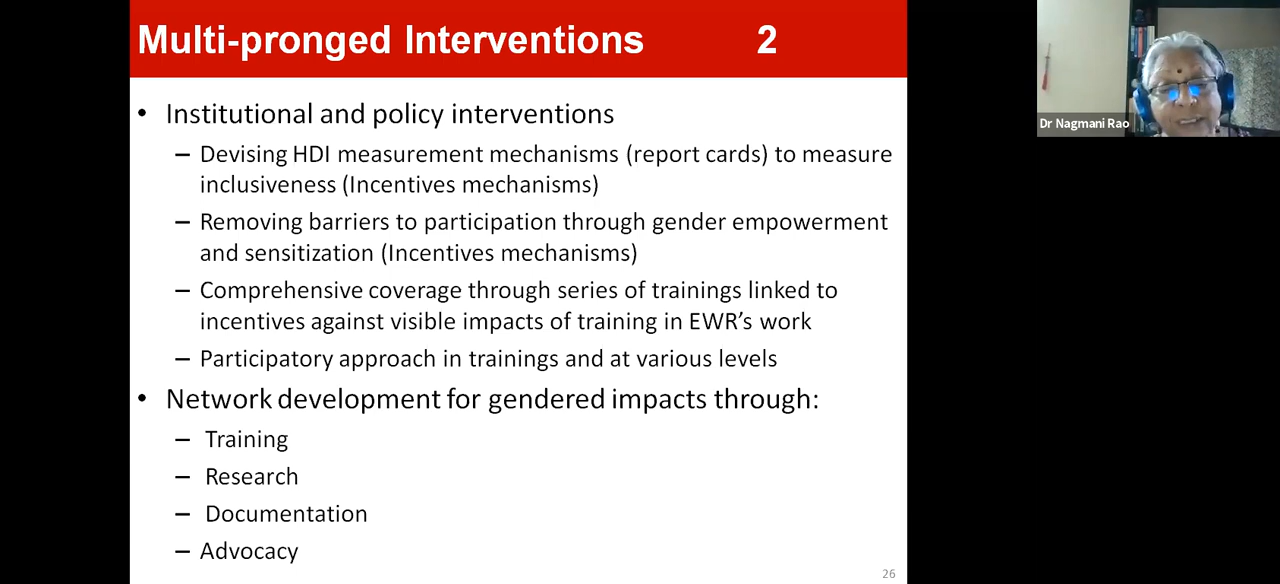 Multi-pronged Interventions 2
• Institutional and policy interventions
– Devising HDI measurement mechanisms (report cards) to measure
inclusiveness (Incentives mechanisms)
– Removing barriers to participation through gender empowerment
and sensitization (Incentives mechanisms)
– Comprehensive coverage through series of trainings linked to
incentives against visible impacts of training in EWR’s work
– Participatory approach in trainings and at various levels
• Network development for gendered impacts through:
– Training
– Research
– Documentation
– Advocacy
26
Dr Nagmani Rao